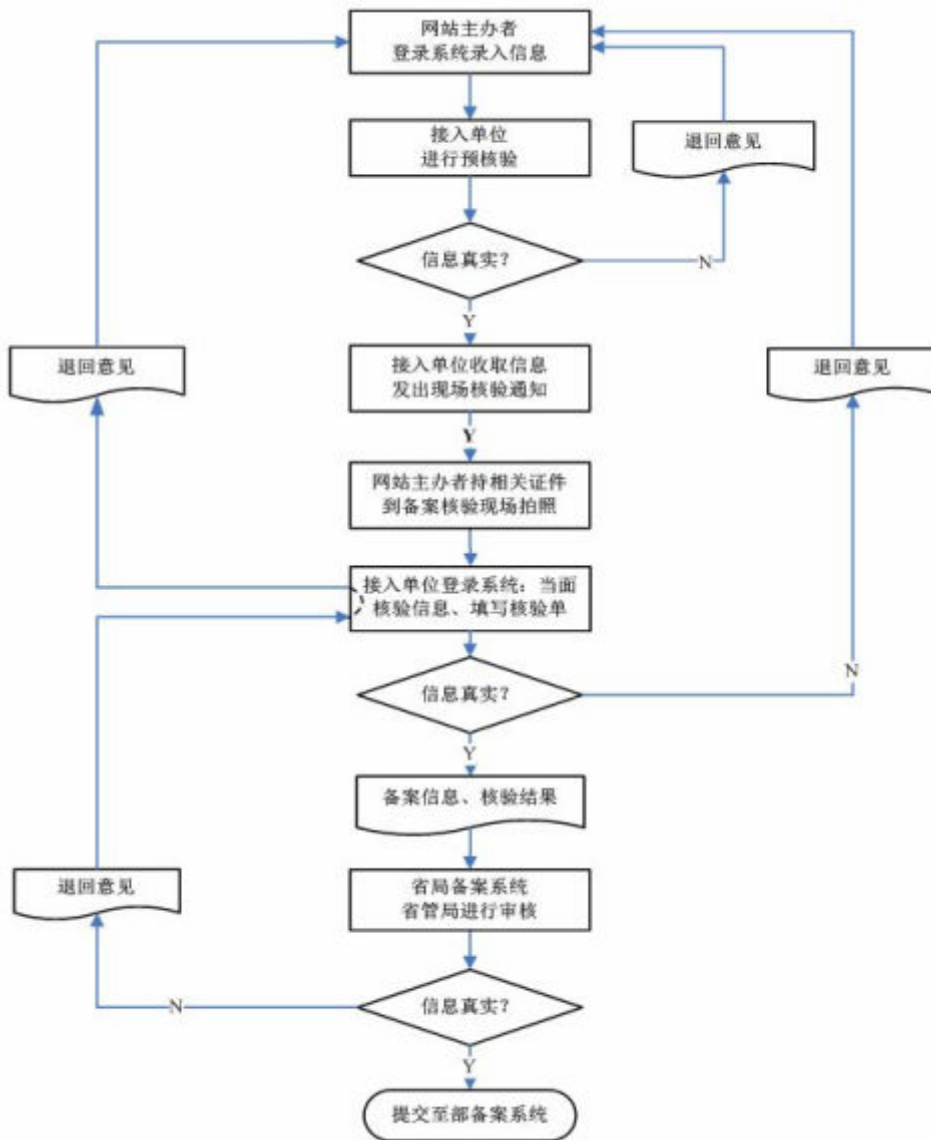 网站主办者
登录系统录入信息
接入单位
进行预核验
退回意见
信息真实？
N
Y
退回意见
接入单位收取信息
发出现场核验通知
退回意见
Y
网站主办者持相关证件
到备案核验现场拍照
接入单位登录系统：当面
核验信息、填写核验单
信息真实？
N
Y
备案信息、核验结果
退回意见
省局备案系统
省管局进行审核
信息真实？
N
Y
提交至部备案系统